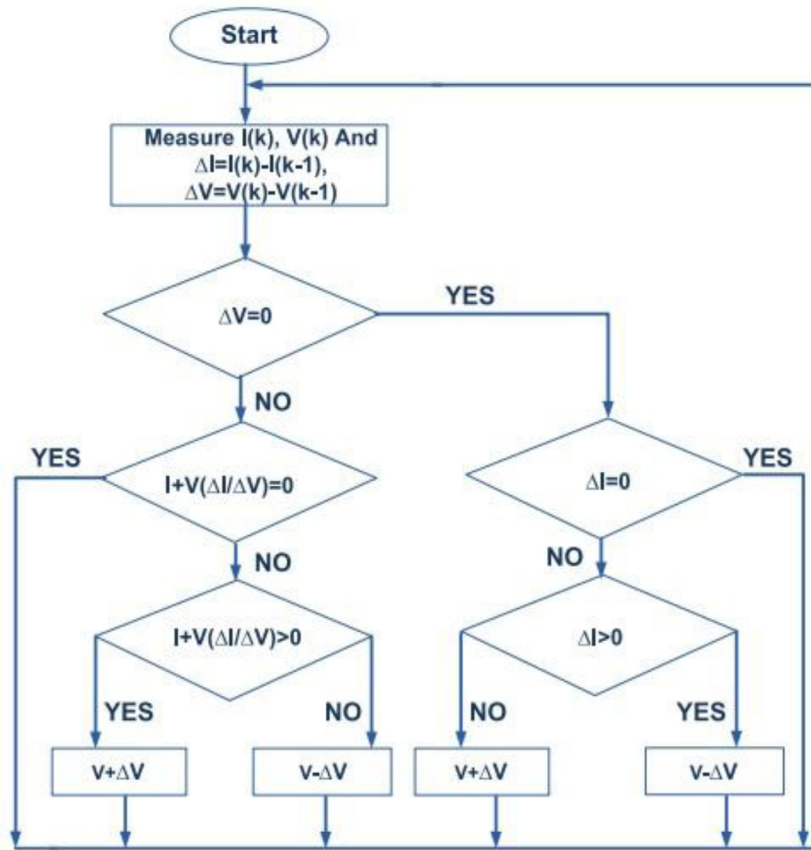 Start
Measure I(k), V(k) And
ΔI=I(k)-I(k-1),
ΔV=V(k)-V(k-1)
ΔV=0
YES
NO
YES
I+V(ΔI/ΔV)=0
ΔI=0
YES
NO
NO
I+V(ΔI/ΔV)>0
ΔI>0
YES
NO
NO
YES
v+ΔV
v-ΔV
v+ΔV
v-ΔV